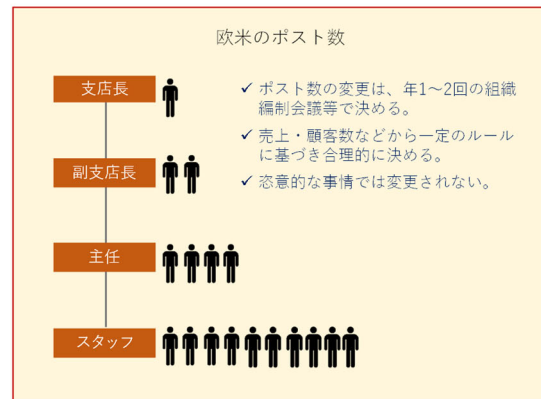 欧米のポスト数
支店長
✓ ポスト数の変更は、年1～2回の組織
編制会議等で決める。
✓ 売上・顧客数などから一定のルール
に基づき合理的に決める。
✓ 恣意的な事情では変更されない。
副支店長
主任
スタッフ